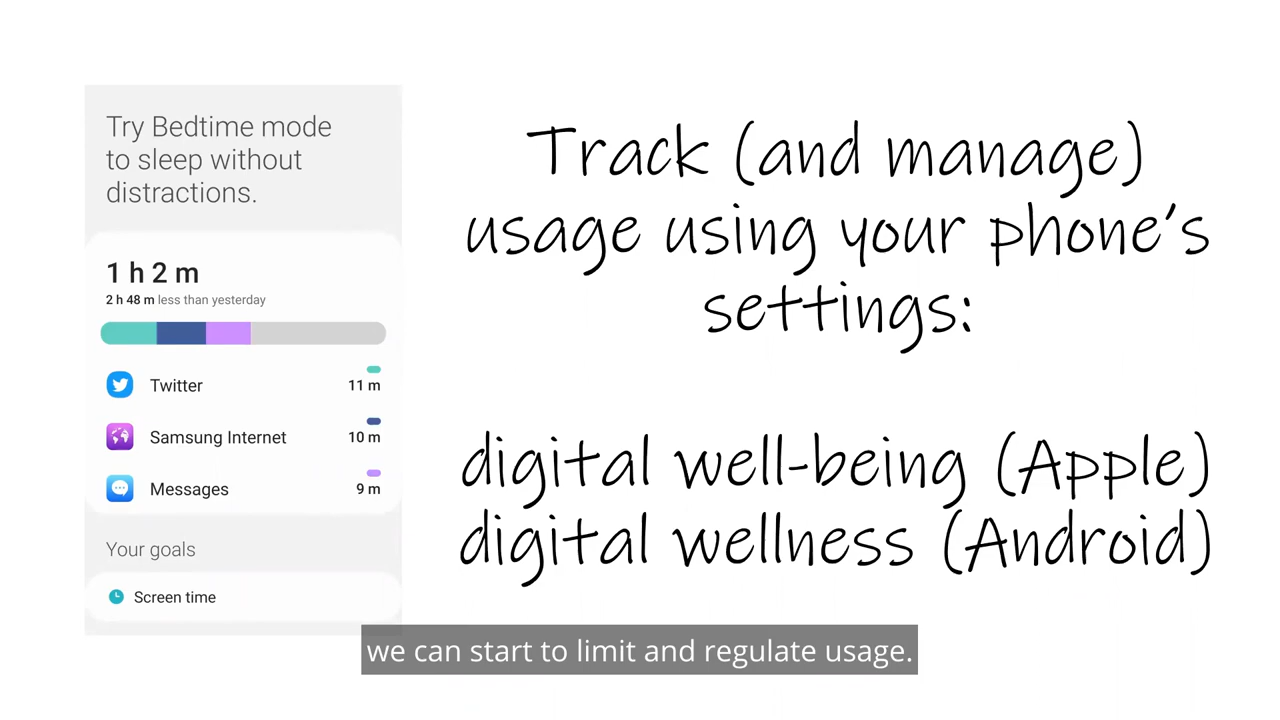 Try Bedtime mode
to sleep without
distractions.
1 h 2 m
2 h 48 m less than yesterday
Twitter 11 m
Samsung Internet 10 m
Messages 9 m
Your goals
Screen time
Track (and manage)
usage using your phone's
settings:
digital well-being (Apple)
digital wellness (Android)
we can start to limit and regulate usage.